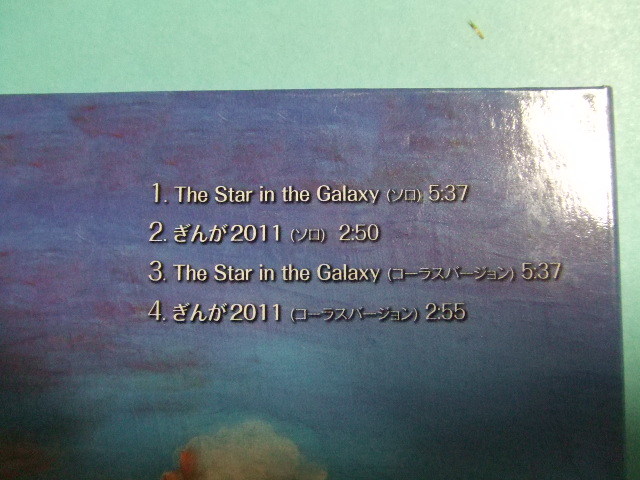 1. The Star in the Galaxy (ソロ) 5:37
2. ぎんが2011 (ソロ) 2:50
3. The Star in the Galaxy (コーラスバージョン) 5:37
4. ぎんが2011 (コーラスバージョン) 2:55